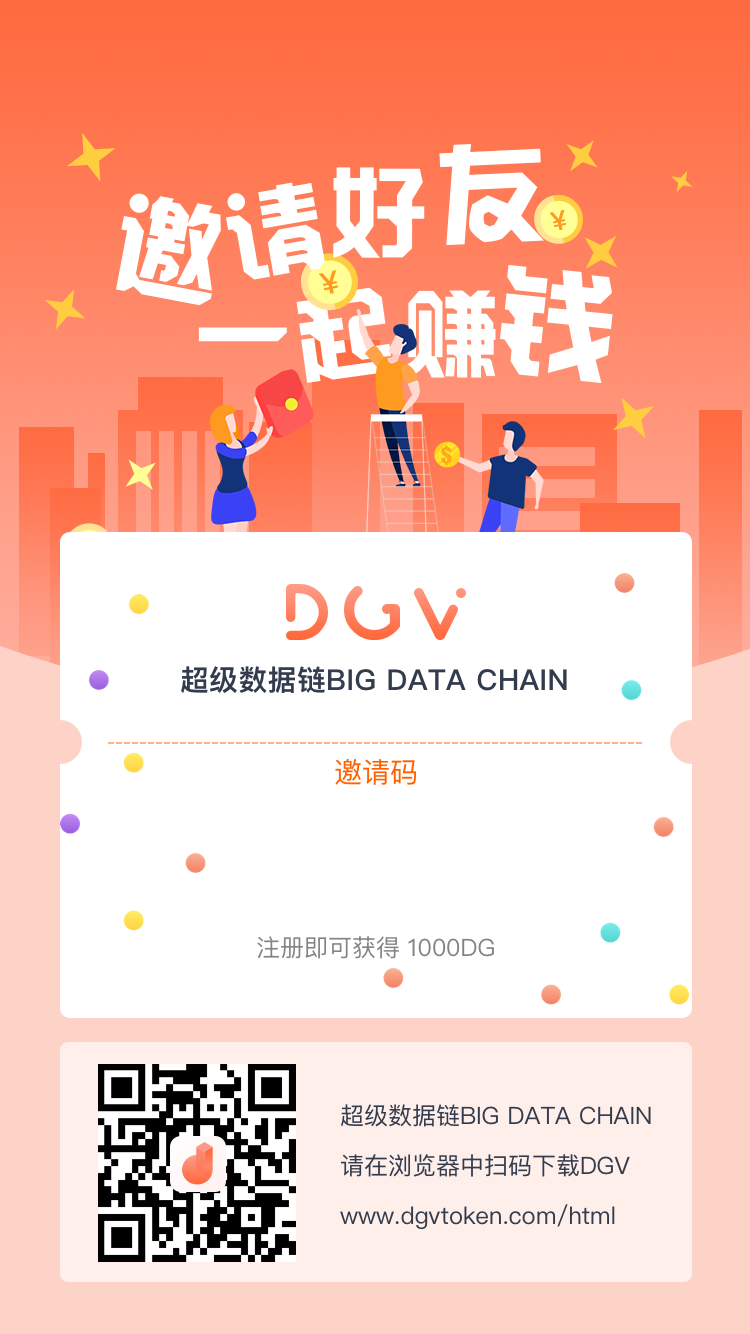 邀请好友
一起赚钱
¥
¥
$
DGV
超级数据链BIG DATA CHAIN
邀请码
注册即可获得 1000DG
超级数据链BIG DATA CHAIN
请在浏览器中扫码下载DGV
www.dgvtoken.com/html